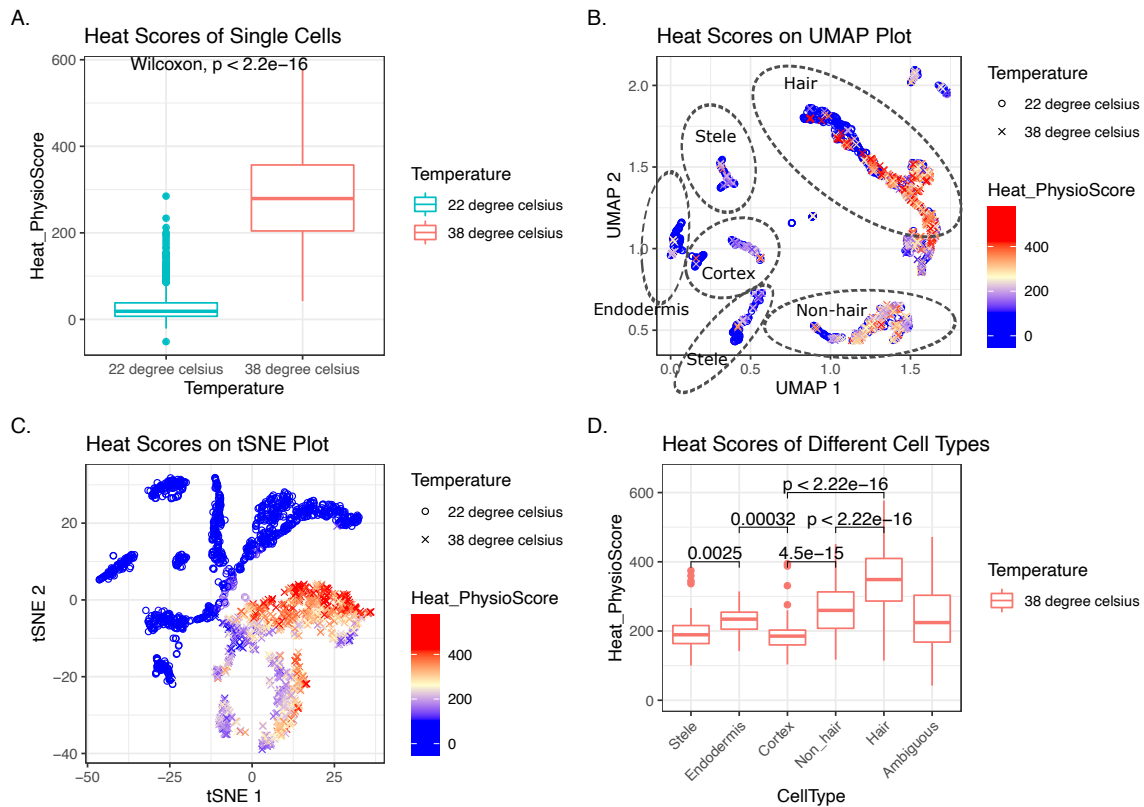 A.
Heat Scores of Single Cells
Wilcoxon, p < 2.2e−16
600
400
200
0
Heat_PhysioScore
22 degree celsius
38 degree celsius
Temperature
Temperature
22 degree celsius
38 degree celsius
B.
Heat Scores on UMAP Plot
Hair
Stele
Cortex
Endodermis
Non-hair
Stele
2.0
1.5
1.0
0.5
UMAP 2
0.0
0.5
1.0
1.5
UMAP 1
Temperature
22 degree celsius
38 degree celsius
Heat_PhysioScore
400
200
0
C.
Heat Scores on tSNE Plot
20
0
−20
−40
tSNE 2
−50
−25
0
25
tSNE 1
Temperature
22 degree celsius
38 degree celsius
Heat_PhysioScore
400
200
0
D.
Heat Scores of Different Cell Types
p < 2.22e−16
0.00032
p < 2.22e−16
0.0025
4.5e−15
600
400
200
0
Heat_PhysioScore
Stele
Endodermis
Cortex
Non_hair
Hair
Ambiguous
CellType
Temperature
38 degree celsius